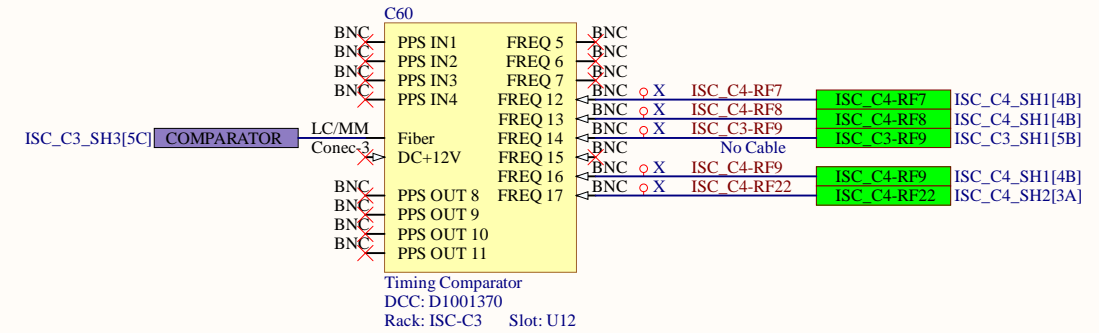 C60
BNC PPS IN1 FREQ 5 BNC
BNC PPS IN2 FREQ 6 BNC
BNC PPS IN3 FREQ 7 BNC
BNC PPS IN4 FREQ 12 BNC X ISC_C4-RF7 ISC_C4-RF7 ISC_C4_SH1[4B]
FREQ 13 BNC X ISC_C4-RF8 ISC_C4-RF8 ISC_C4_SH1[4B]
ISC_C3_SH3[5C] COMPARATOR LC/MM Fiber FREQ 14 BNC X ISC_C3-RF9 ISC_C3-RF9 ISC_C3_SH1[5B]
Conec-3 DC+12V FREQ 15 BNC No Cable
FREQ 16 BNC X ISC_C4-RF9 ISC_C4-RF9 ISC_C4_SH1[4B]
BNC PPS OUT 8 FREQ 17 BNC X ISC_C4-RF22 ISC_C4-RF22 ISC_C4_SH2[3A]
BNC PPS OUT 9
BNC PPS OUT 10
BNC PPS OUT 11
Timing Comparator
DCC: D1001370
Rack: ISC-C3 Slot: U12